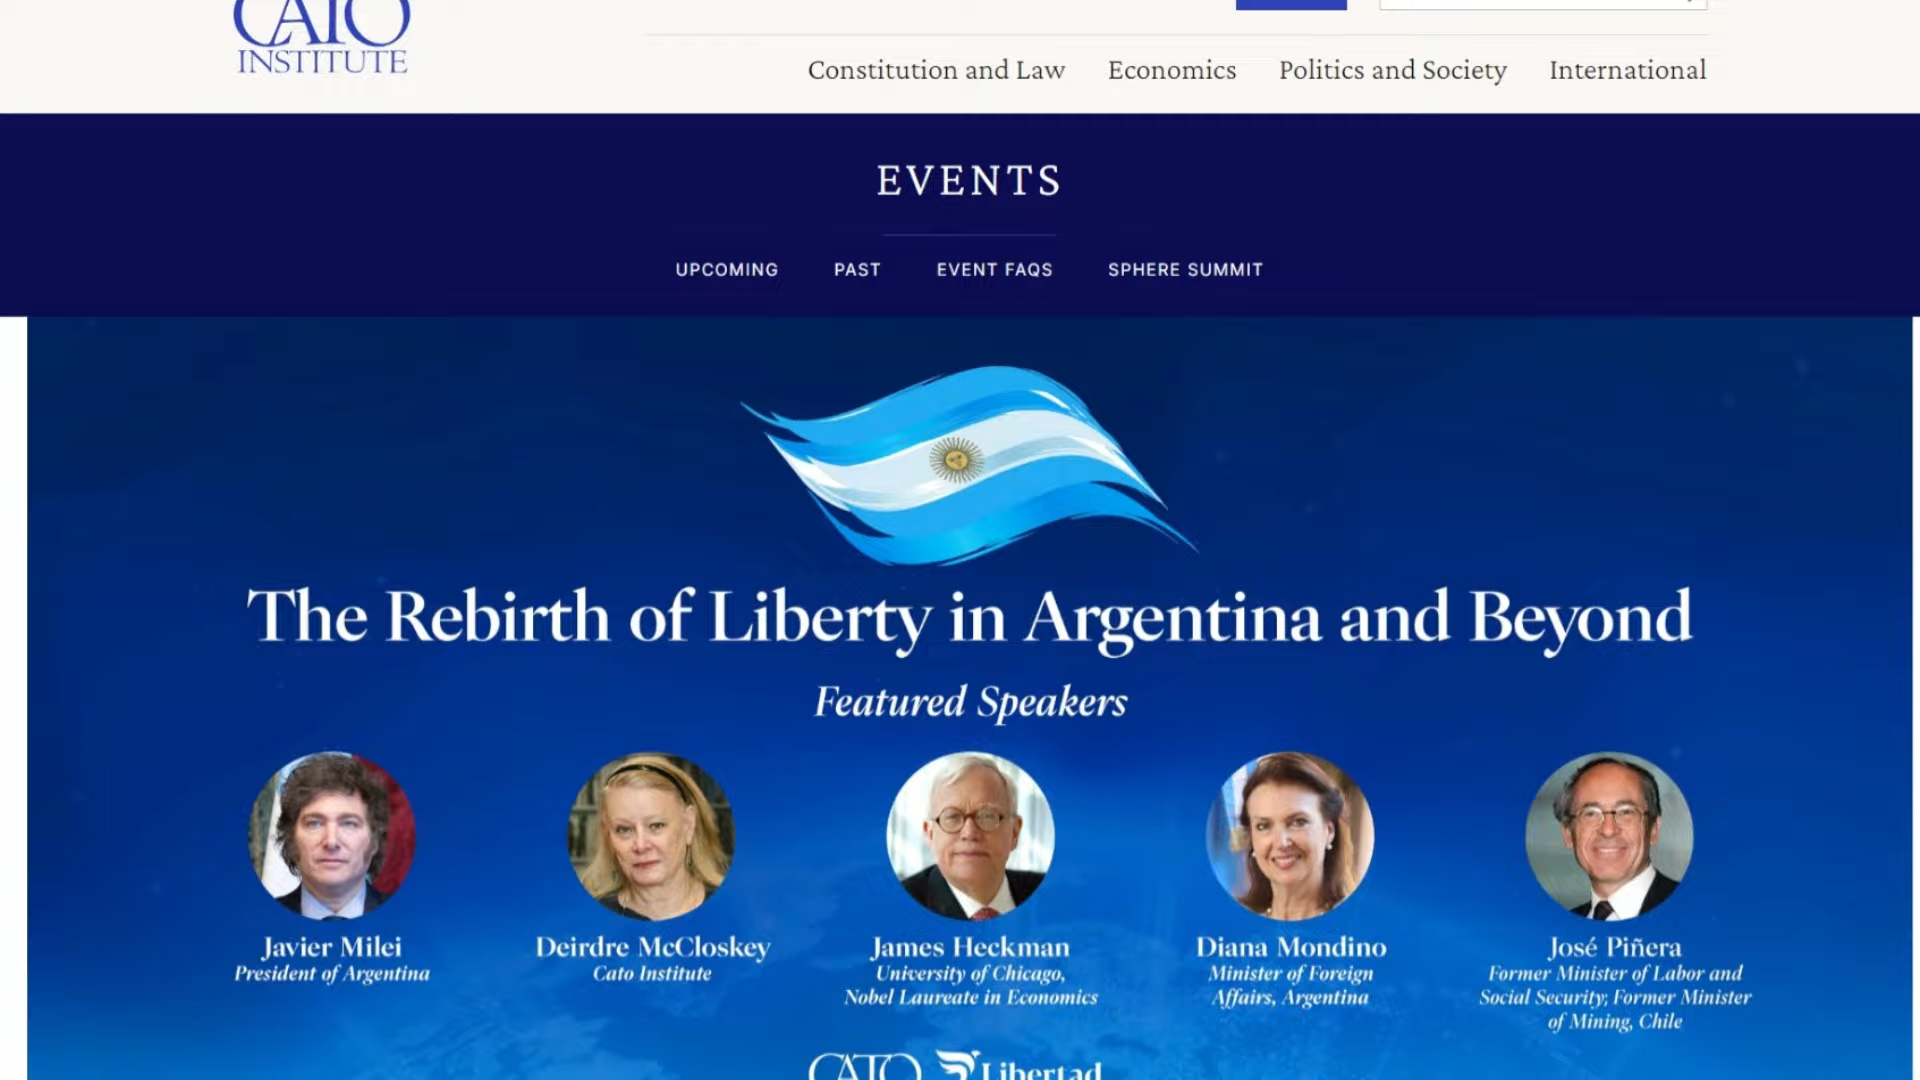 CATO
INSTITUTE
Constitution and Law Economics Politics and Society International
EVENTS
UPCOMING PAST EVENT FAQS SPHERE SUMMIT
The Rebirth of Liberty in Argentina and Beyond
Featured Speakers
Javier Milei
President of Argentina
Deirdre McCloskey
Cato Institute
James Heckman
University of Chicago,
Nobel Laureate in Economics
Diana Mondino
Minister of Foreign
Affairs, Argentina
José Piñera
Former Minister of Labor and
Social Security; Former Minister
of Mining, Chile
CATO Libertad